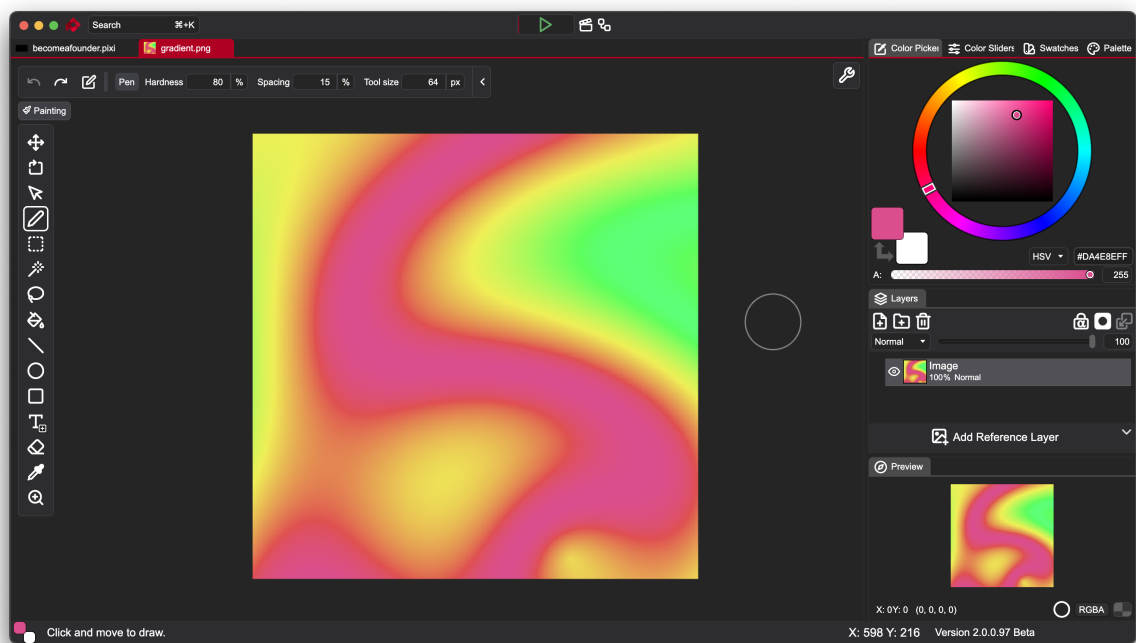 Search ⌘+K
becomeafounder.pixi gradient.png
Color Picker Color Sliders Swatches Palette
Pen Hardness 80 % Spacing 15 % Tool size 64 px
Painting
HSV #DA4E8EFF
A: 255
Layers
Normal 100
Image
100% Normal
Add Reference Layer
Preview
X: 0Y: 0 (0, 0, 0, 0) RGBA
Click and move to draw. X: 598 Y: 216 Version 2.0.0.97 Beta